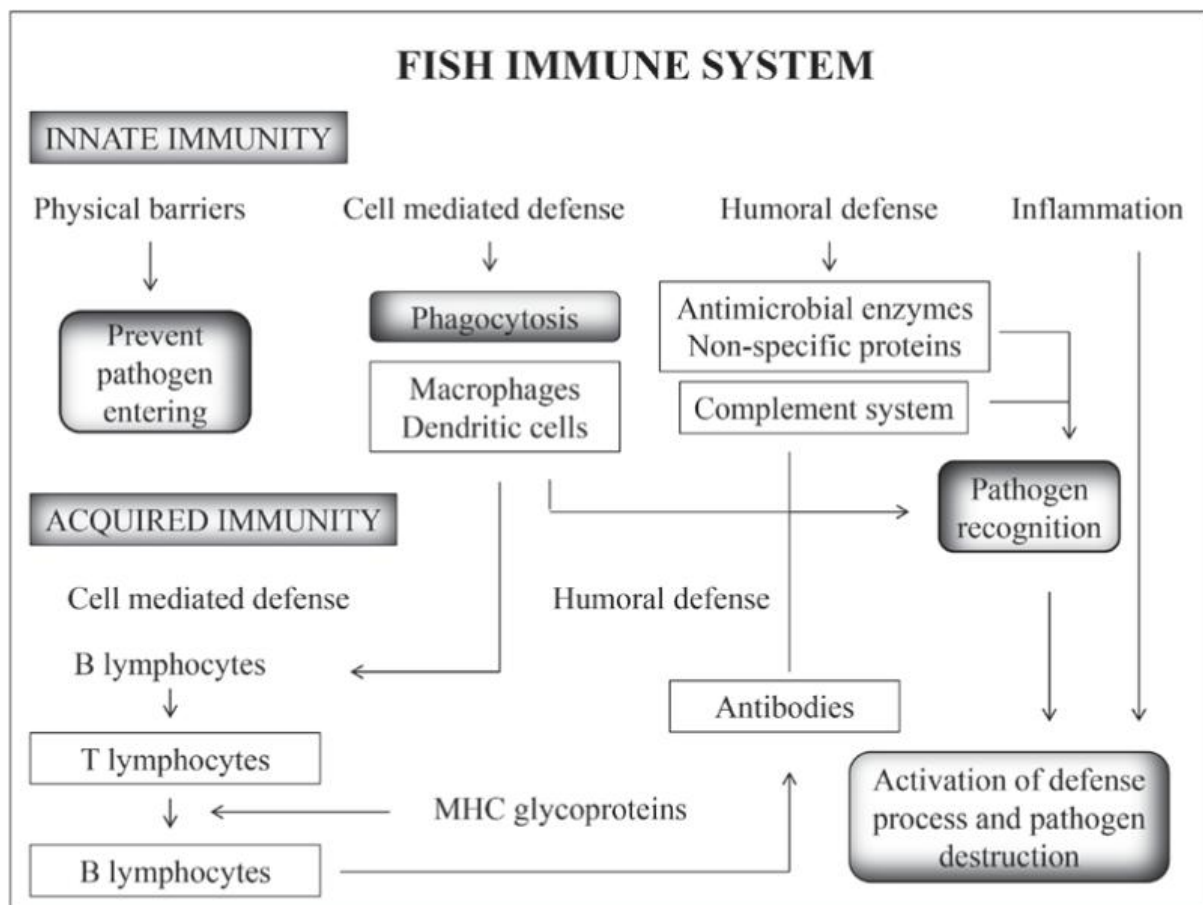 FISH IMMUNE SYSTEM
INNATE IMMUNITY
Physical barriers
Cell mediated defense
Humoral defense
Inflammation
Prevent
pathogen
entering
Phagocytosis
Macrophages
Dendritic cells
Antimicrobial enzymes
Non-specific proteins
Complement system
Pathogen
recognition
ACQUIRED IMMUNITY
Cell mediated defense
Humoral defense
B lymphocytes
T lymphocytes
MHC glycoproteins
B lymphocytes
Antibodies
Activation of defense
process and pathogen
destruction